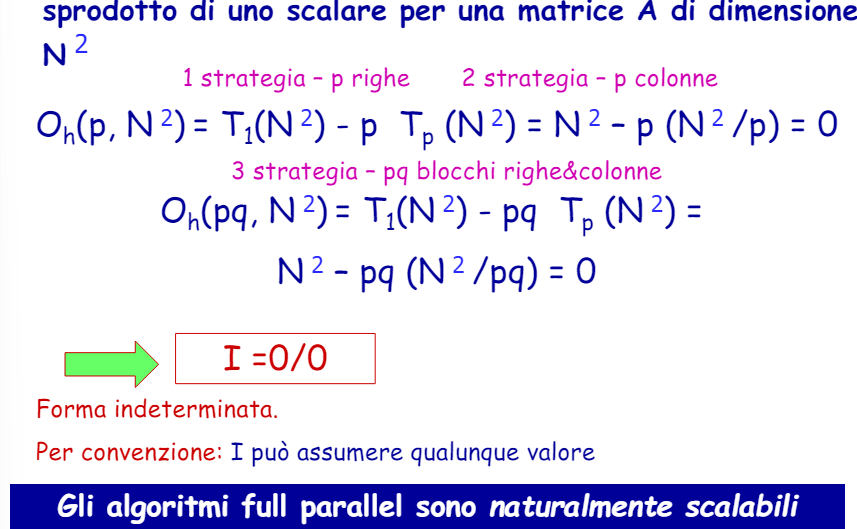 sprodotto di uno scalare per una matrice A di dimensione
N²
1 strategia – p righe 2 strategia – p colonne
Oₕ(p, N²) = T₁(N²) - p Tₚ (N²) = N² – p (N²/p) = 0
3 strategia – pq blocchi righe&colonne
Oₕ(pq, N²) = T₁(N²) - pq Tₚ (N²) =
N² – pq (N²/pq) = 0
I =0/0
Forma indeterminata.
Per convenzione: I può assumere qualunque valore
Gli algoritmi full parallel sono naturalmente scalabili